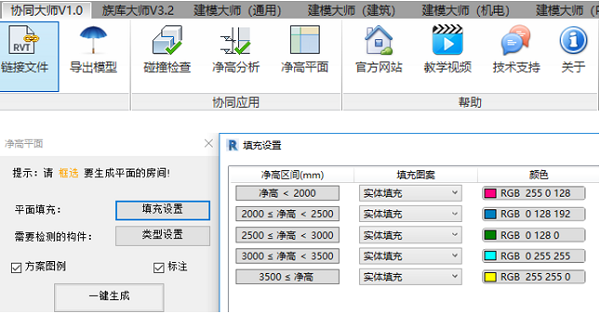 协同大师V1.0 族库大师V3.2 建模大师（通用） 建模大师（建筑） 建模大师（机电） 建模大师
RVT
链接文件 导出模型 碰撞检查 净高分析 净高平面 官方网站 教学视频 技术支持 关于
协同应用 帮助
净高平面
提示：请 框选 要生成平面的房间!
平面填充： 填充设置
需要检测的构件： 类型设置
方案图例 标注
一键生成
R 填充设置
净高区间(mm) 填充图案 颜色
净高 < 2000 实体填充 RGB 255 0 128
2000 ≤ 净高 < 2500 实体填充 RGB 0 128 192
2500 ≤ 净高 < 3000 实体填充 RGB 0 128 0
3000 ≤ 净高 < 3500 实体填充 RGB 0 255 255
3500 ≤ 净高 实体填充 RGB 255 255 0